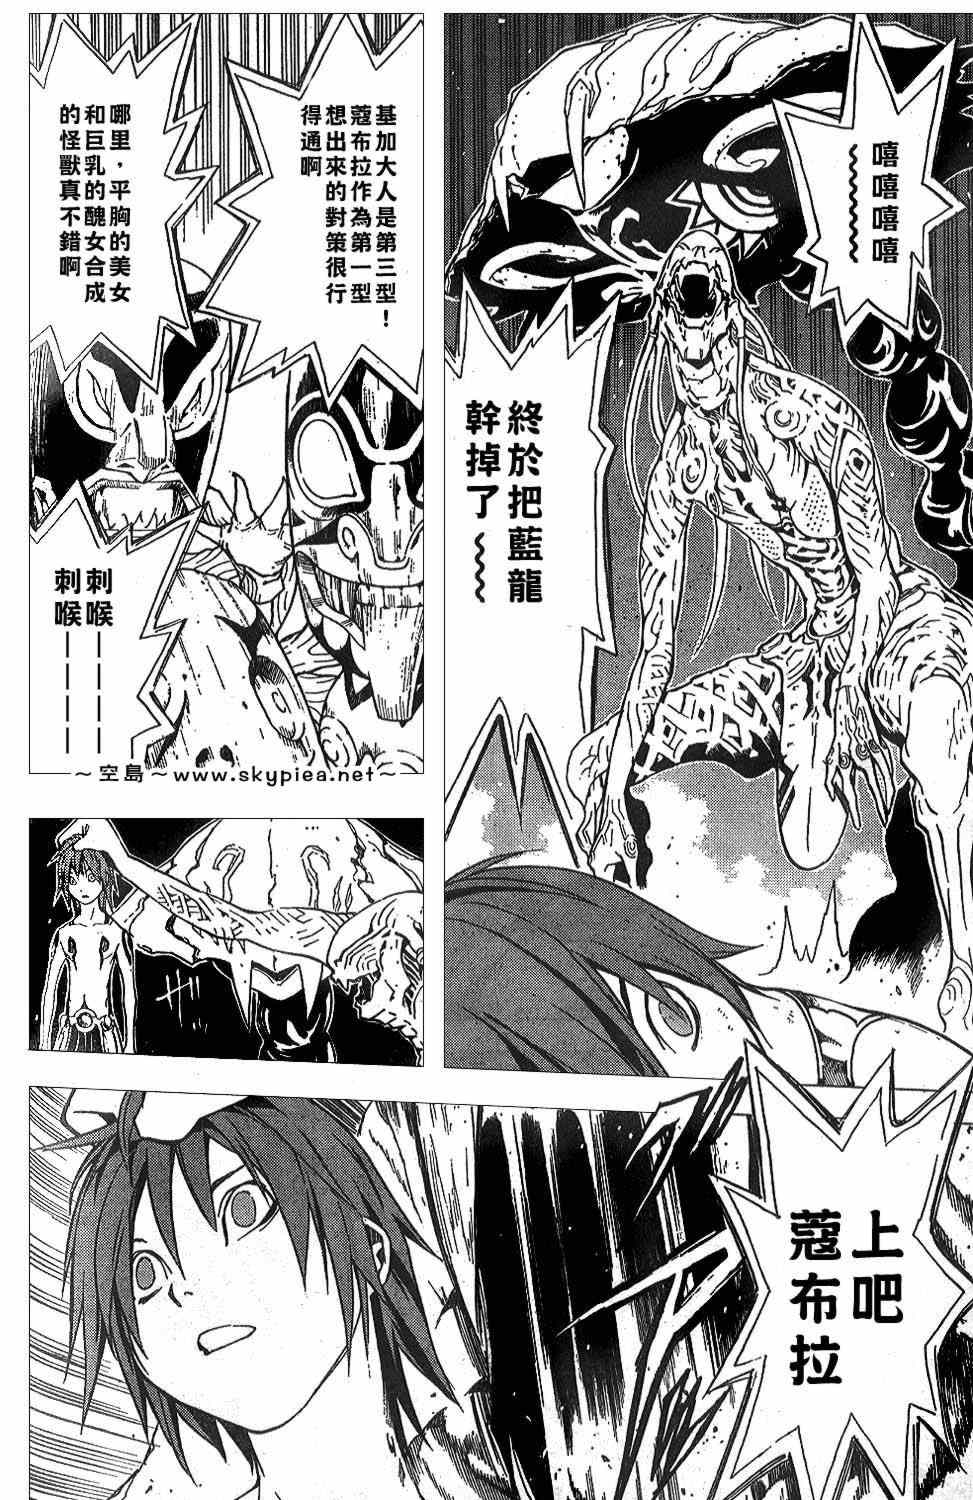 嘻嘻嘻嘻～～
終於把藍龍
幹掉了～～
基加大人是第三型！
蔻布拉作為第一型
想出來的對策很行
得通啊
哪里，平胸的美女
和巨乳的醜女合成
的怪獸真不錯啊
刺喉————
刺喉————
～空島～www.skypiea.net～
上吧
蔻布拉